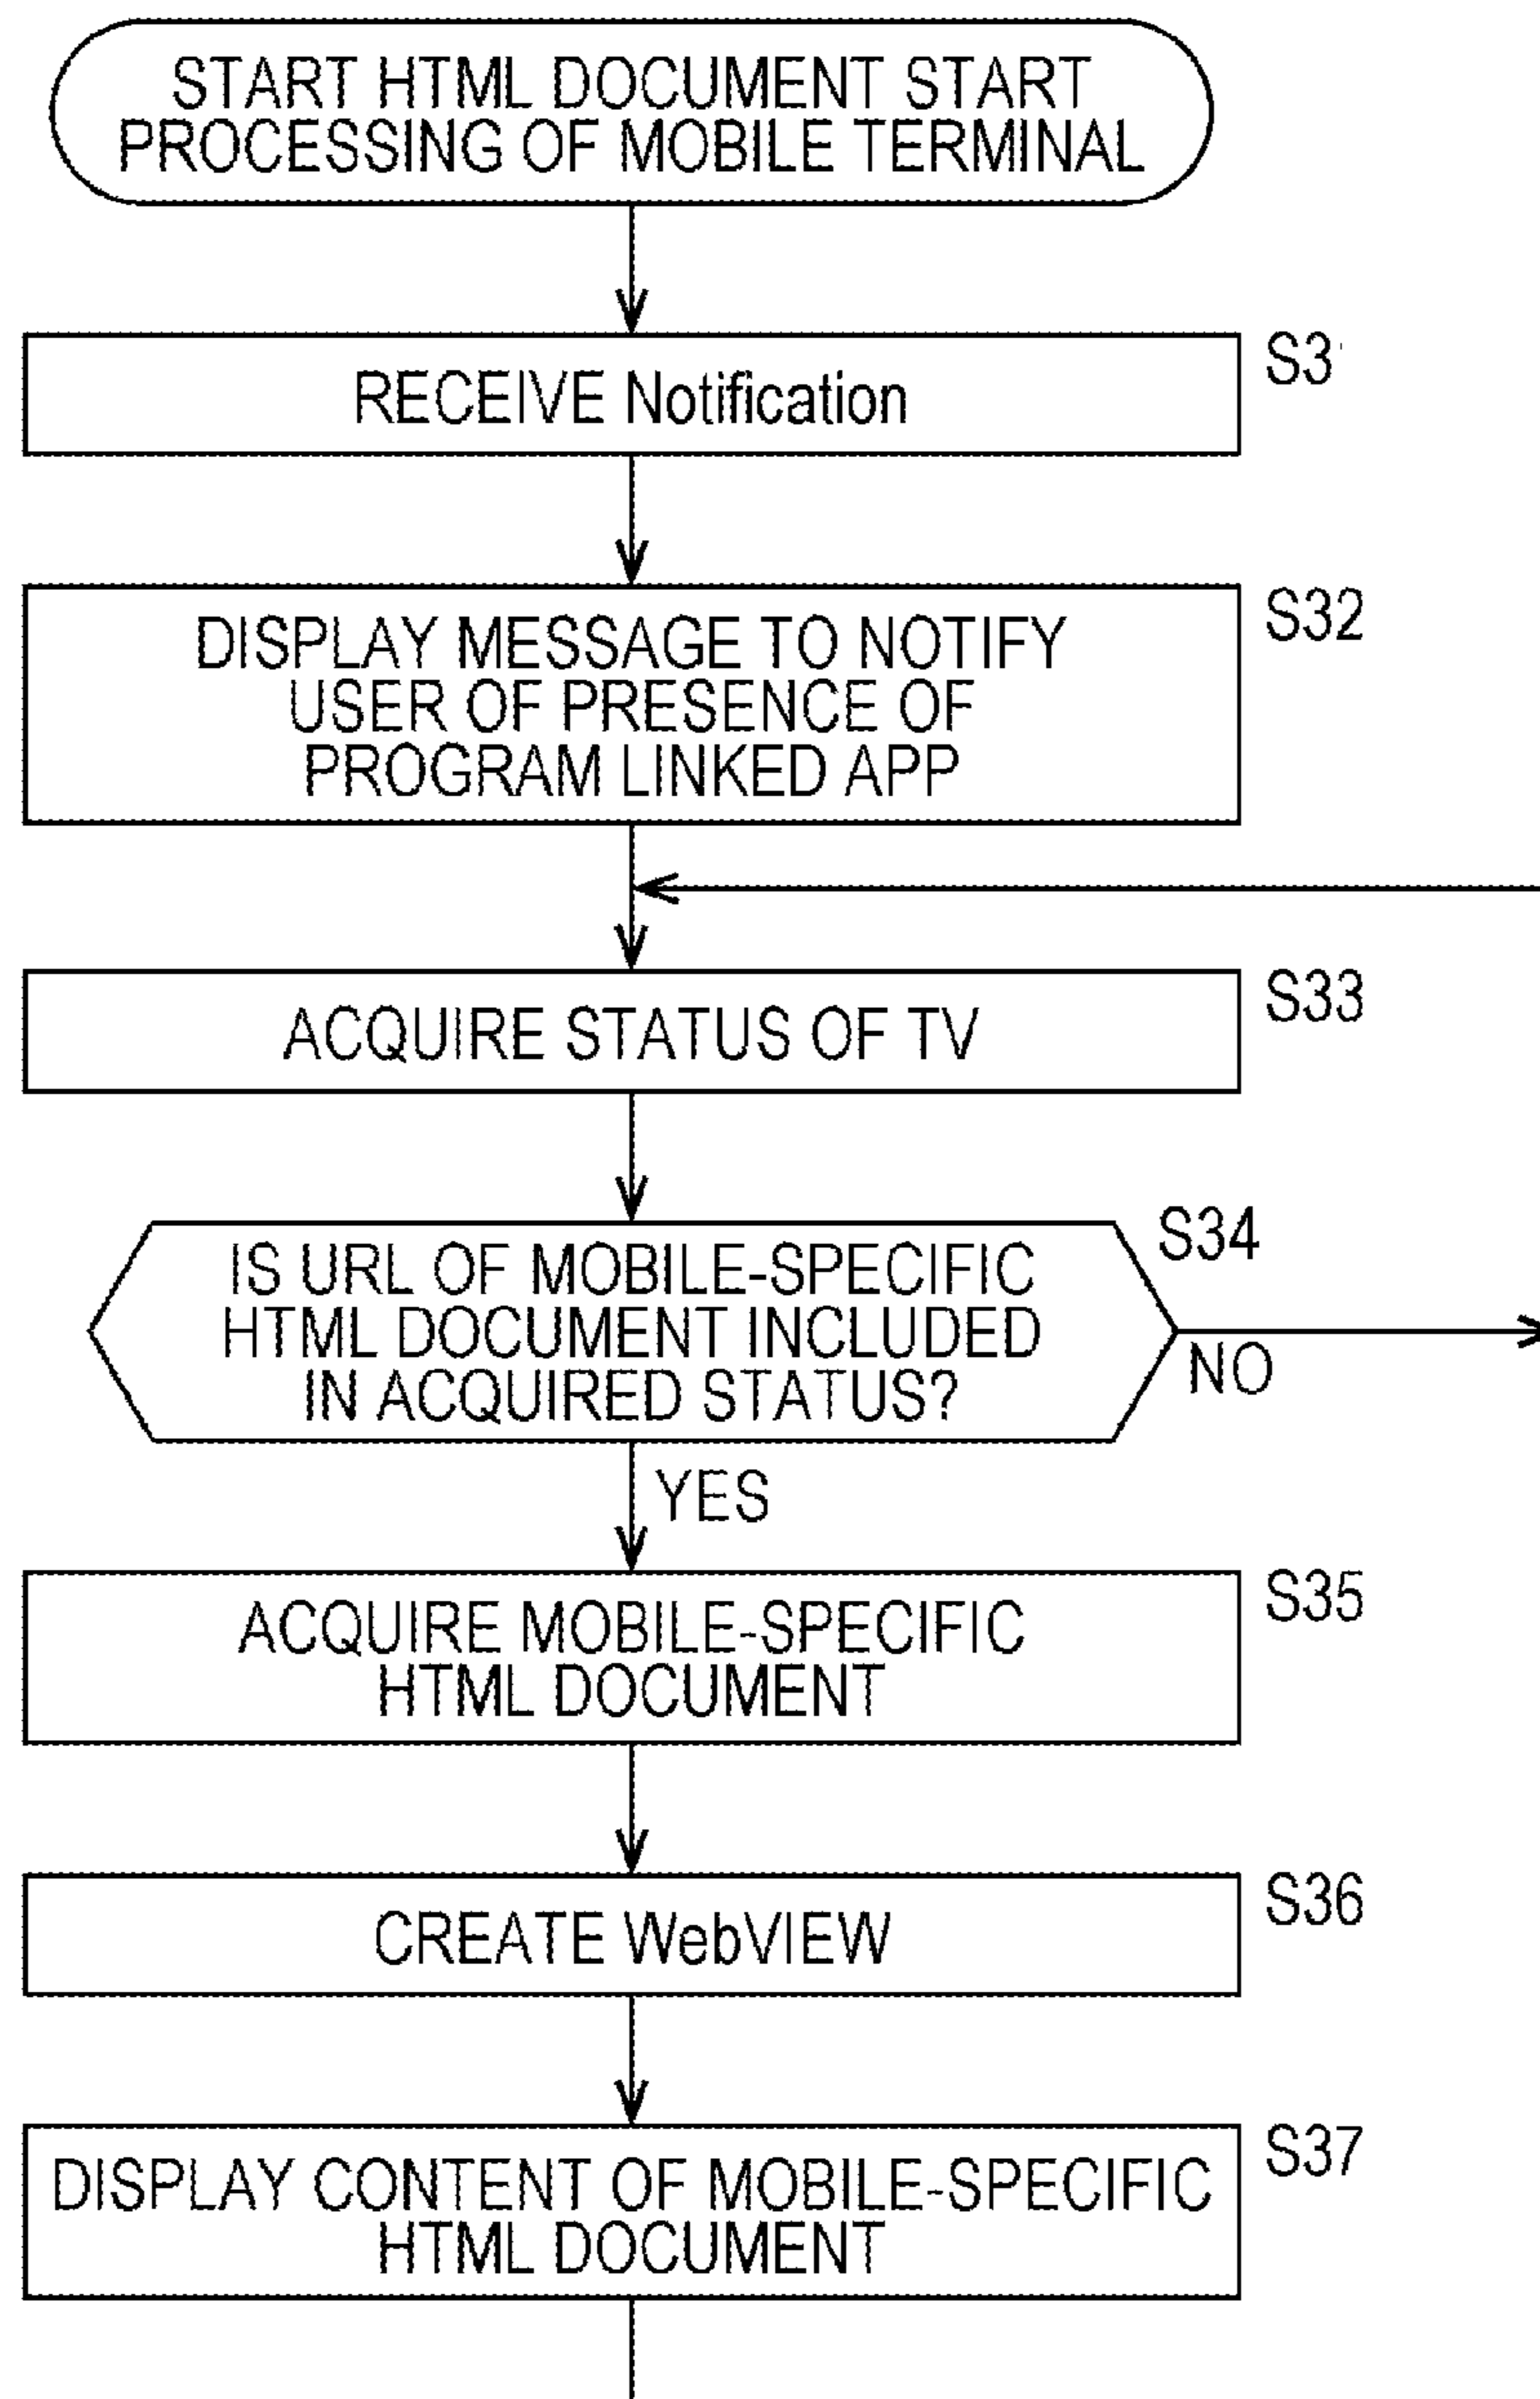 START HTML DOCUMENT START
PROCESSING OF MOBILE TERMINAL
RECEIVE Notification
S3
DISPLAY MESSAGE TO NOTIFY
USER OF PRESENCE OF
PROGRAM LINKED APP
S32
ACQUIRE STATUS OF TV
S33
IS URL OF MOBILE-SPECIFIC
HTML DOCUMENT INCLUDED
IN ACQUIRED STATUS?
S34
NO
YES
ACQUIRE MOBILE-SPECIFIC
HTML DOCUMENT
S35
CREATE WebVIEW
S36
DISPLAY CONTENT OF MOBILE-SPECIFIC
HTML DOCUMENT
S37